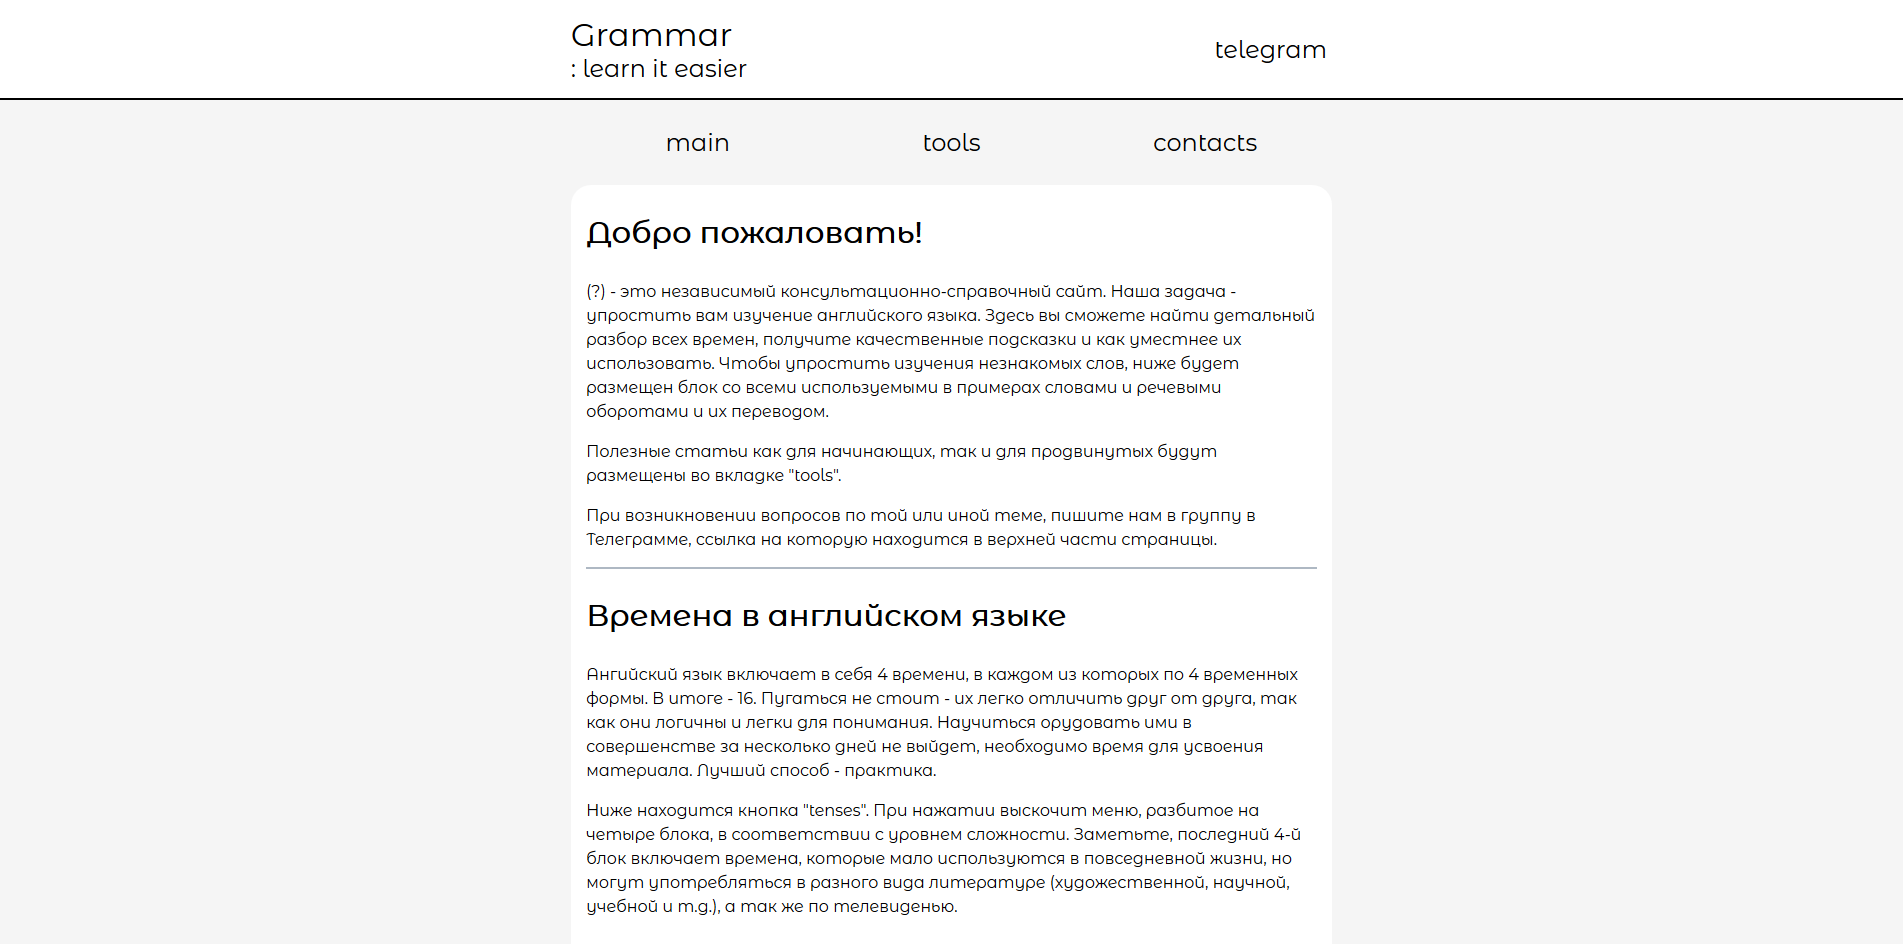 Grammar
: learn it easier
telegram
main
tools
contacts
Добро пожаловать!
(?) - это независимый консультационно-справочный сайт. Наша задача -
упростить вам изучение английского языка. Здесь вы сможете найти детальный
разбор всех времен, получите качественные подсказки и как уместнее их
использовать. Чтобы упростить изучения незнакомых слов, ниже будет
размещен блок со всеми используемыми в примерах словами и речевыми
оборотами и их переводом.
Полезные статьи как для начинающих, так и для продвинутых будут
размещены во вкладке "tools".
При возникновении вопросов по той или иной теме, пишите нам в группу в
Телеграмме, ссылка на которую находится в верхней части страницы.
Времена в английском языке
Ангийский язык включает в себя 4 времени, в каждом из которых по 4 временных
формы. В итоге - 16. Пугаться не стоит - их легко отличить друг от друга, так
как они логичны и легки для понимания. Научиться орудовать ими в
совершенстве за несколько дней не выйдет, необходимо время для усвоения
материала. Лучший способ - практика.
Ниже находится кнопка "tenses". При нажатии выскочит меню, разбитое на
четыре блока, в соответствии с уровнем сложности. Заметьте, последний 4-й
блок включает времена, которые мало используются в повседневной жизни, но
могут употребляться в разного вида литературе (художественной, научной,
учебной и т.д.), а так же по телевиденью.